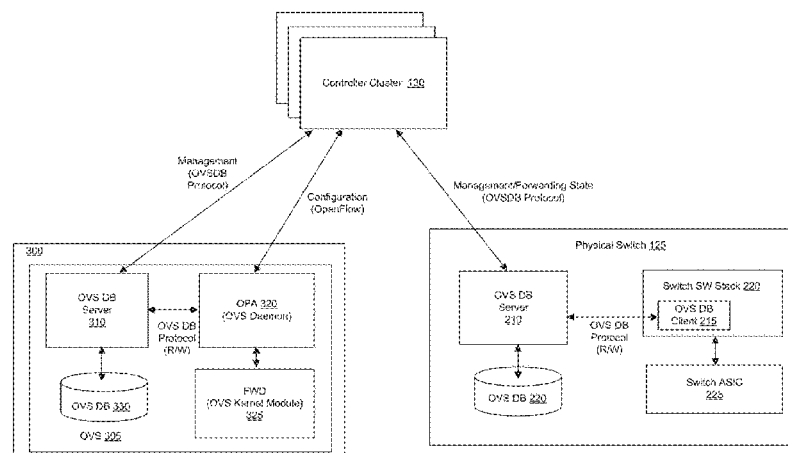 Controller Cluster 130
Management
(OVSDB
Protocol)
Configuration
(OpenFlow)
Management/Forwarding State
(OVSDB Protocol)
300
OVS DB
Server
310
OVS DB
Protocol
(R/W)
OPA 320
(OVS Daemon)
OVS DB 330
FWD
(OVS Kernel Module)
325
OVS 305
Physical Switch 125
OVS DB
Server
210
OVS DB
Protocol
(R/W)
Switch SW Stack 220
OVS DB
Client 215
OVS DB 220
Switch ASIC
225